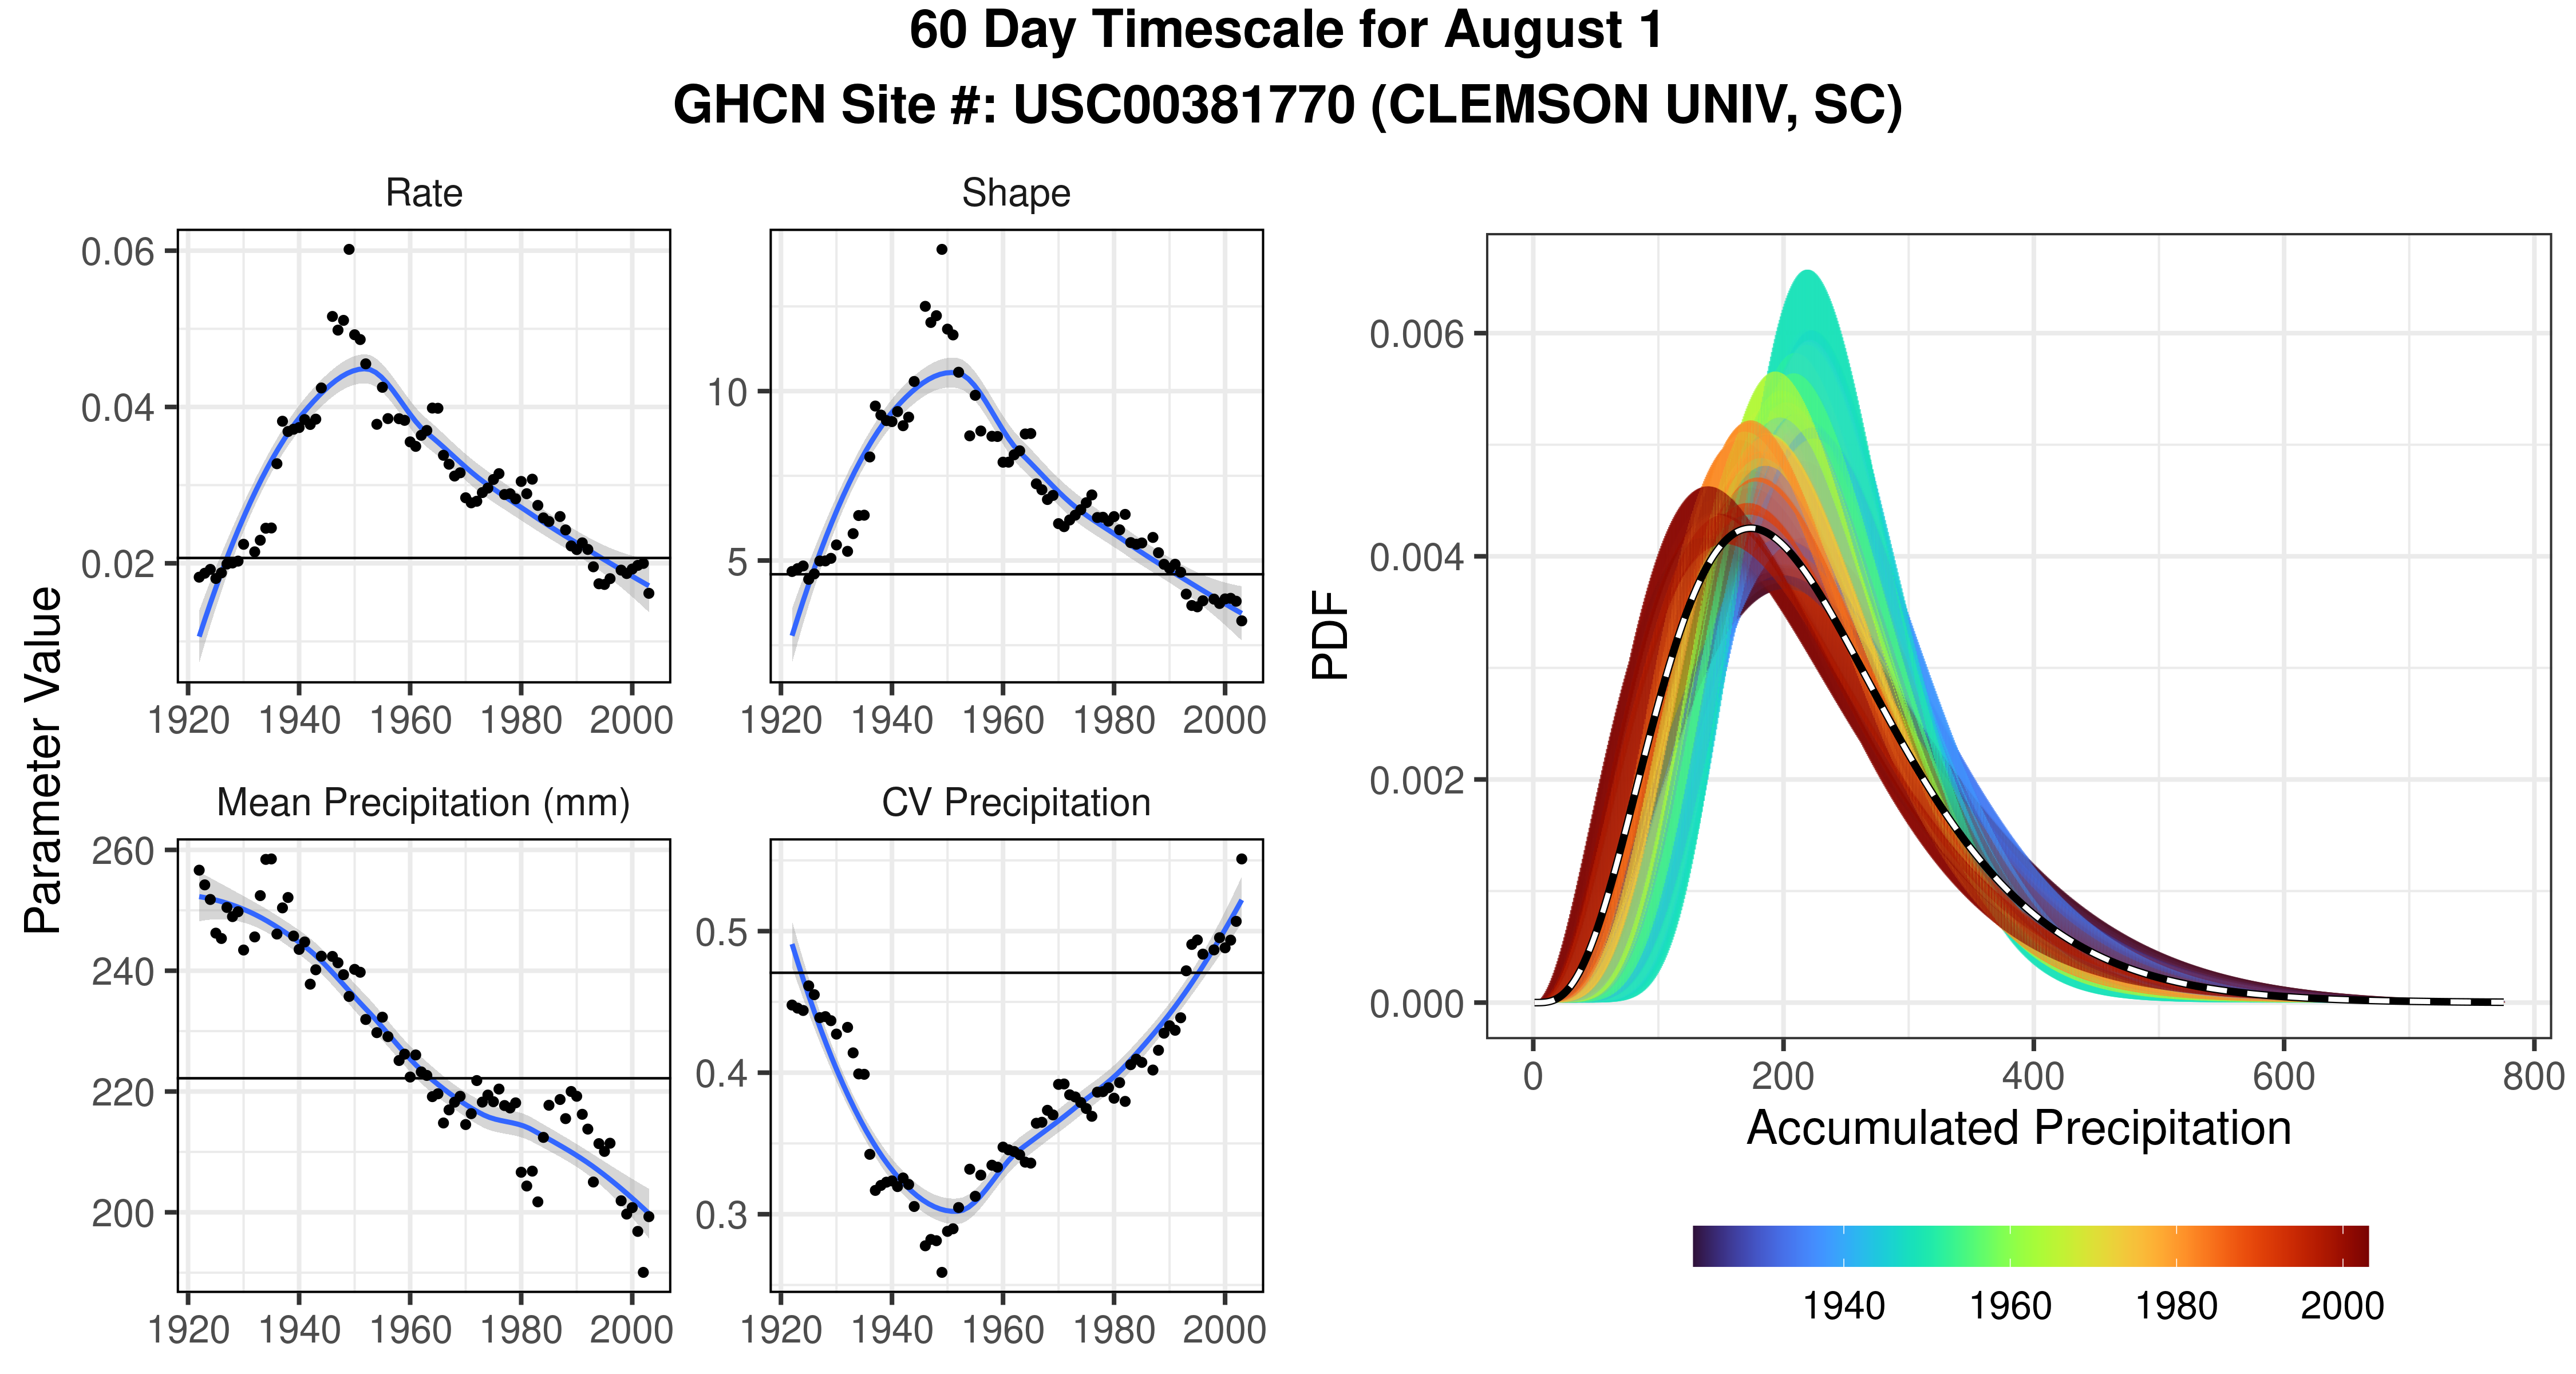 60 Day Timescale for August 1
GHCN Site #: USC00381770 (CLEMSON UNIV, SC)
Parameter Value
Rate
0.06
0.04
0.02
1920 1940 1960 1980 2000
Shape
10
5
1920 1940 1960 1980 2000
Mean Precipitation (mm)
260
240
220
200
1920 1940 1960 1980 2000
CV Precipitation
0.5
0.4
0.3
1920 1940 1960 1980 2000
PDF
0.006
0.004
0.002
0.000
0 200 400 600 800
Accumulated Precipitation
1940 1960 1980 2000